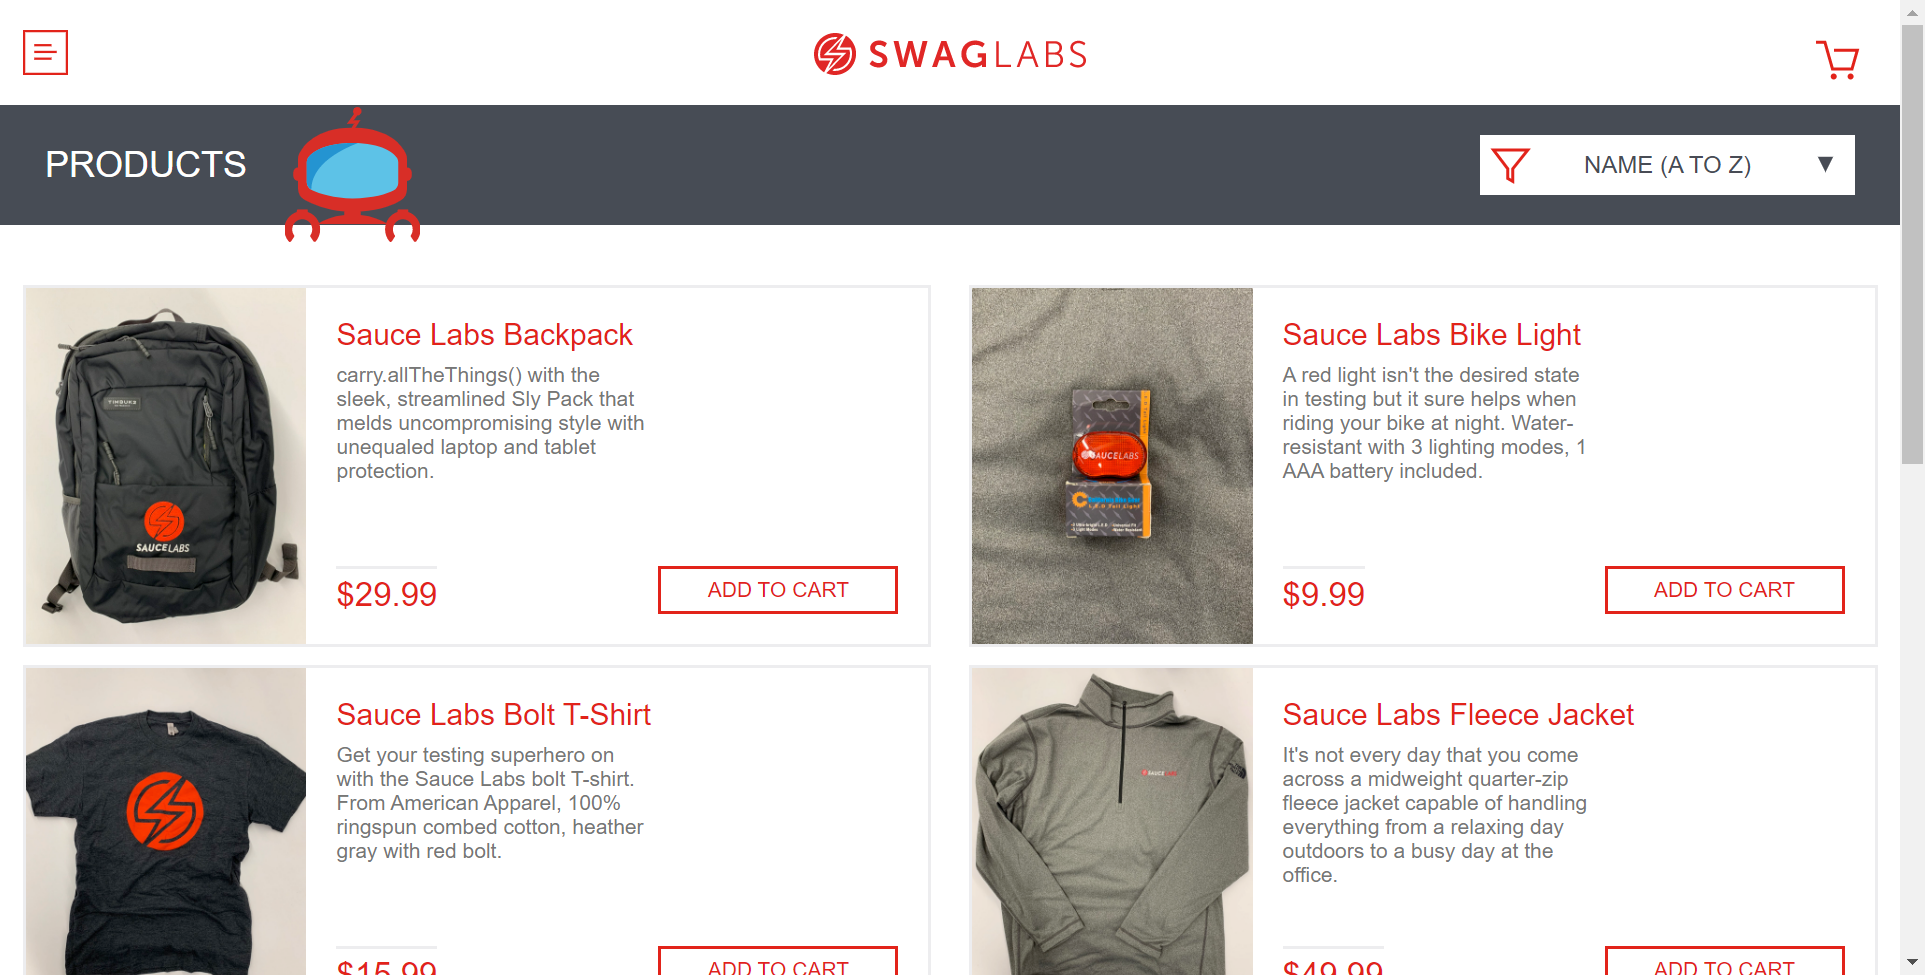 SWAGLABS
PRODUCTS
NAME (A TO Z) ▼
Sauce Labs Backpack
carry.allTheThings() with the
sleek, streamlined Sly Pack that
melds uncompromising style with
unequaled laptop and tablet
protection.
$29.99
ADD TO CART
TIMBUK2
SAUCELABS
Sauce Labs Bike Light
A red light isn't the desired state
in testing but it sure helps when
riding your bike at night. Water-
resistant with 3 lighting modes, 1
AAA battery included.
$9.99
ADD TO CART
SAUCELABS
Sauce Labs Bolt T-Shirt
Get your testing superhero on
with the Sauce Labs bolt T-shirt.
From American Apparel, 100%
ringspun combed cotton, heather
gray with red bolt.
$15.99
ADD TO CART
Sauce Labs Fleece Jacket
It's not every day that you come
across a midweight quarter-zip
fleece jacket capable of handling
everything from a relaxing day
outdoors to a busy day at the
office.
$49.99
ADD TO CART
SAUCELABS